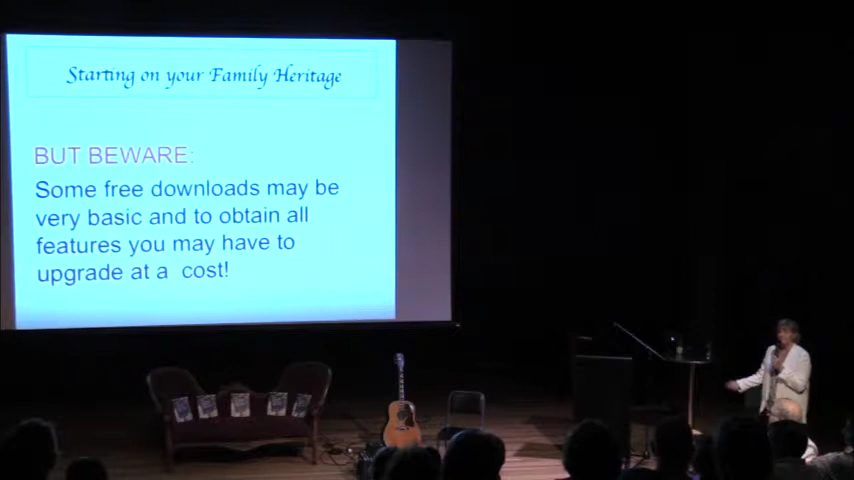 Starting on your Family Heritage
BUT BEWARE:
Some free downloads may be
very basic and to obtain all
features you may have to
upgrade at a cost!